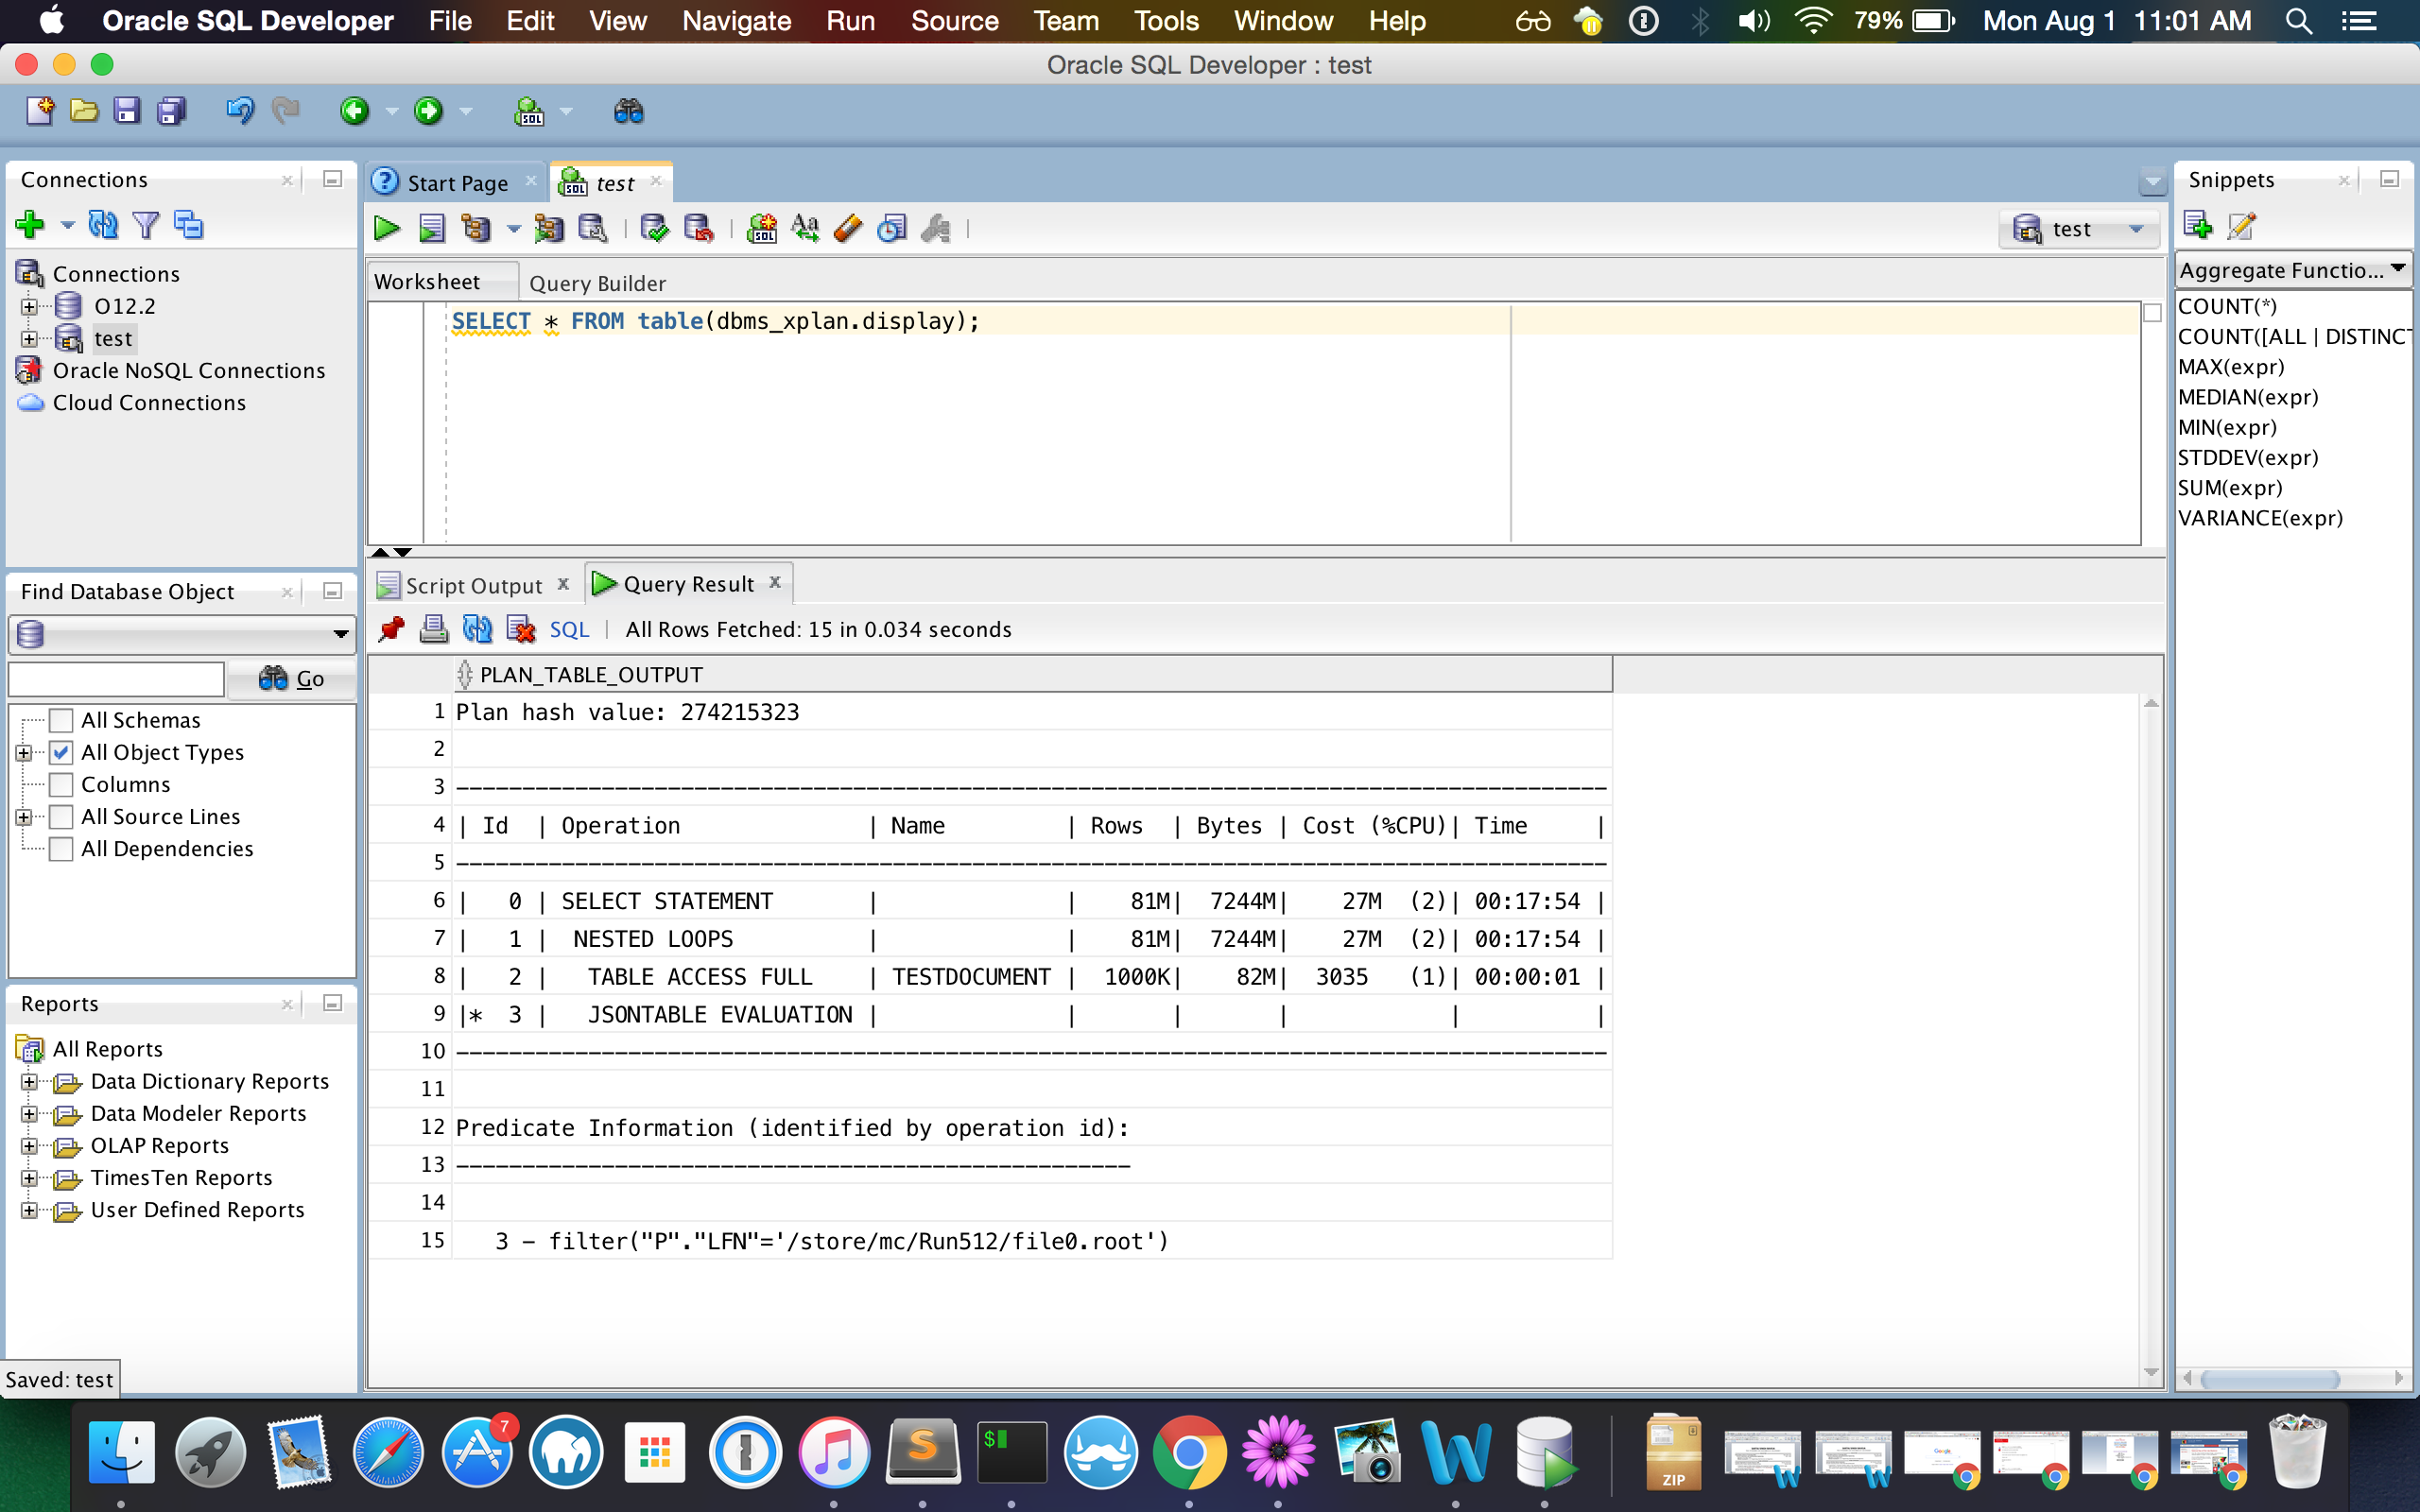 Oracle SQL Developer File Edit View Navigate Run Source Team Tools Window Help 79% Mon Aug 1 11:01 AM
Oracle SQL Developer : test
Connections
Connections
O12.2
test
Oracle NoSQL Connections
Cloud Connections
Find Database Object
Go
All Schemas
All Object Types
Columns
All Source Lines
All Dependencies
Reports
All Reports
Data Dictionary Reports
Data Modeler Reports
OLAP Reports
TimesTen Reports
User Defined Reports
Saved: test
Start Page
test
test
Worksheet Query Builder
SELECT * FROM table(dbms_xplan.display);
Script Output
Query Result
SQL | All Rows Fetched: 15 in 0.034 seconds
PLAN_TABLE_OUTPUT
1 Plan hash value: 274215323
2
3 ---------------------------------------------------------------------------------------
4 | Id | Operation | Name | Rows | Bytes | Cost (%CPU)| Time |
5 ---------------------------------------------------------------------------------------
6 | 0 | SELECT STATEMENT | | 81M| 7244M| 27M (2)| 00:17:54 |
7 | 1 | NESTED LOOPS | | 81M| 7244M| 27M (2)| 00:17:54 |
8 | 2 | TABLE ACCESS FULL | TESTDOCUMENT | 1000K| 82M| 3035 (1)| 00:00:01 |
9 |* 3 | JSONTABLE EVALUATION | | | | | |
10 ---------------------------------------------------------------------------------------
11
12 Predicate Information (identified by operation id):
13 ---------------------------------------------------
14
15 3 - filter("P"."LFN"='/store/mc/Run512/file0.root')
Snippets
Aggregate Functio...
COUNT(*)
COUNT([ALL | DISTINCT
MAX(expr)
MEDIAN(expr)
MIN(expr)
STDDEV(expr)
SUM(expr)
VARIANCE(expr)
7
$
ZIP